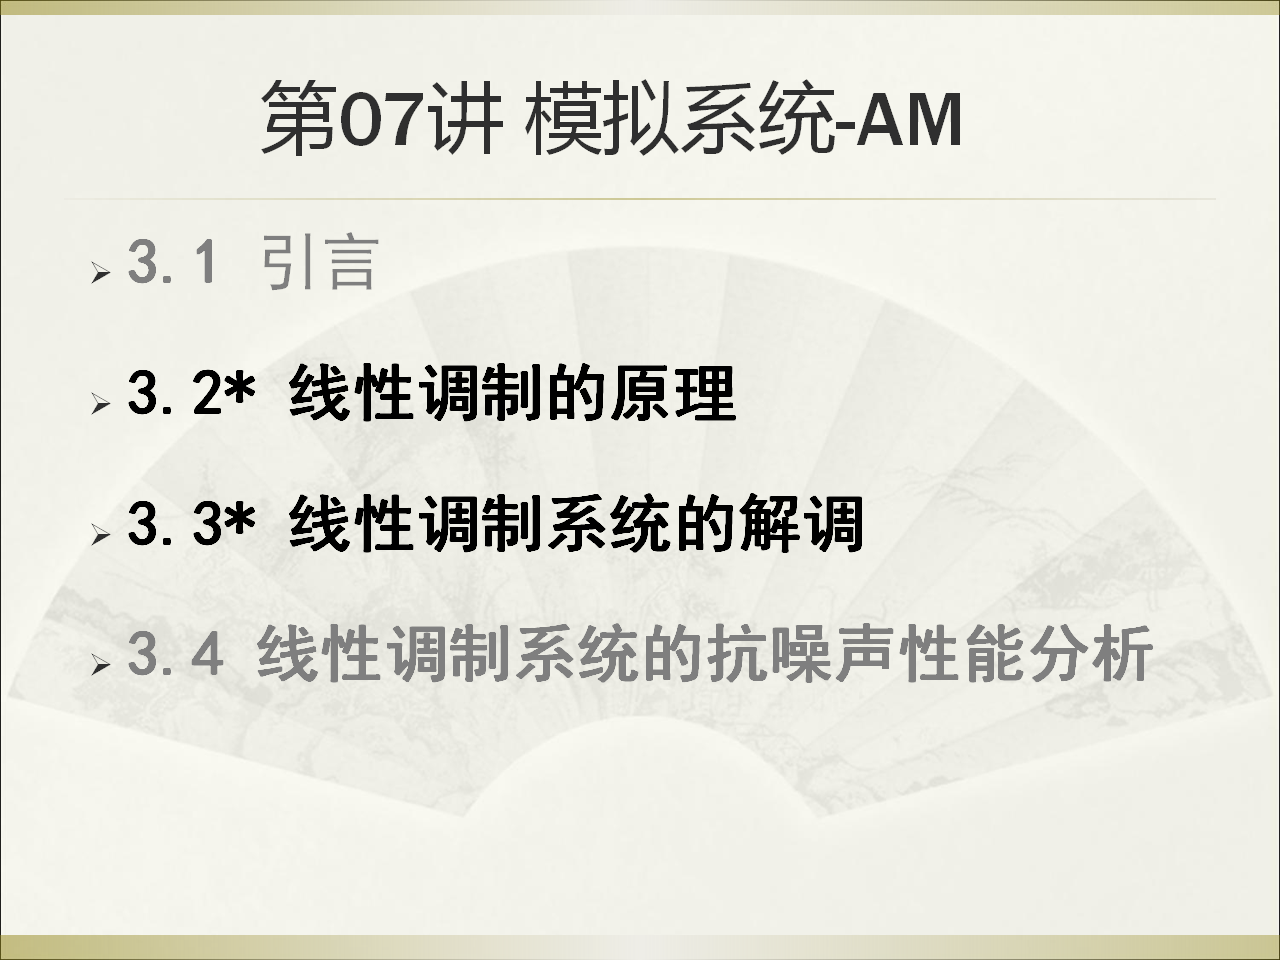 第07讲 模拟系统-AM
3.1 引言
3.2* 线性调制的原理
3.3* 线性调制系统的解调
3.4 线性调制系统的抗噪声性能分析